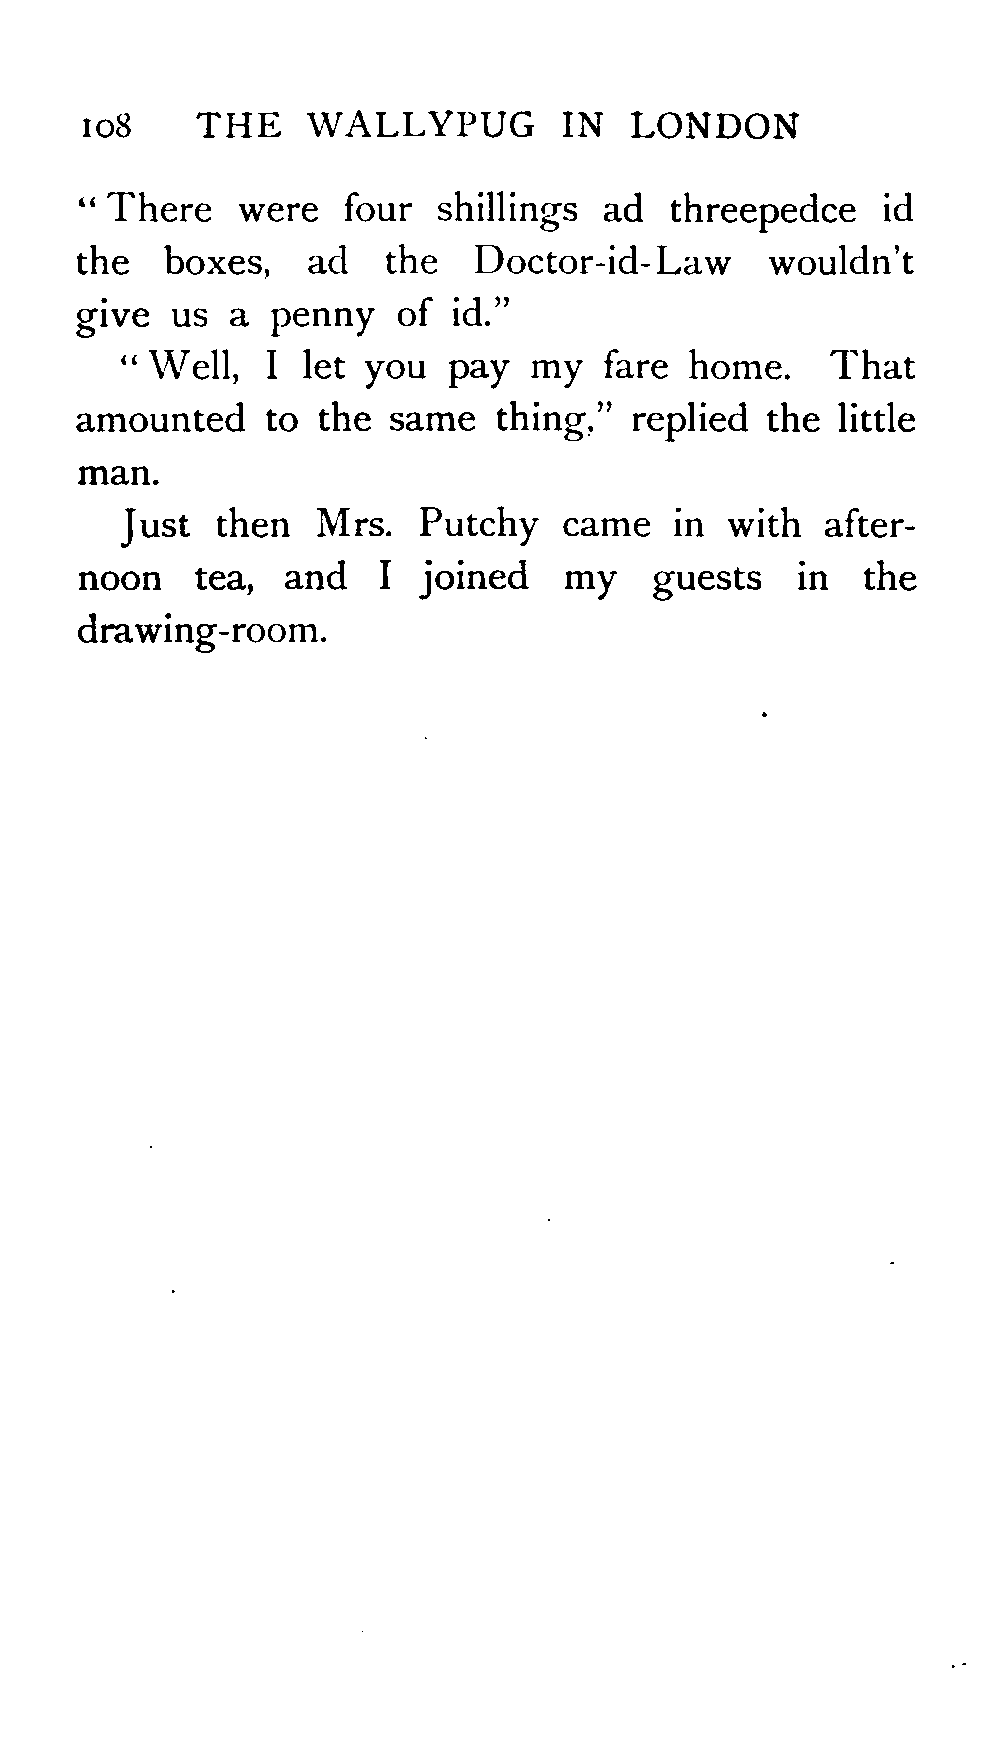 108 THE WALLYPUG IN LONDON
“There were four shillings ad threepedce id
the boxes, ad the Doctor-id-Law wouldn't
give us a penny of id.”
“Well, I let you pay my fare home. That
amounted to the same thing,” replied the little
man.
Just then Mrs. Putchy came in with after-
noon tea, and I joined my guests in the
drawing-room.